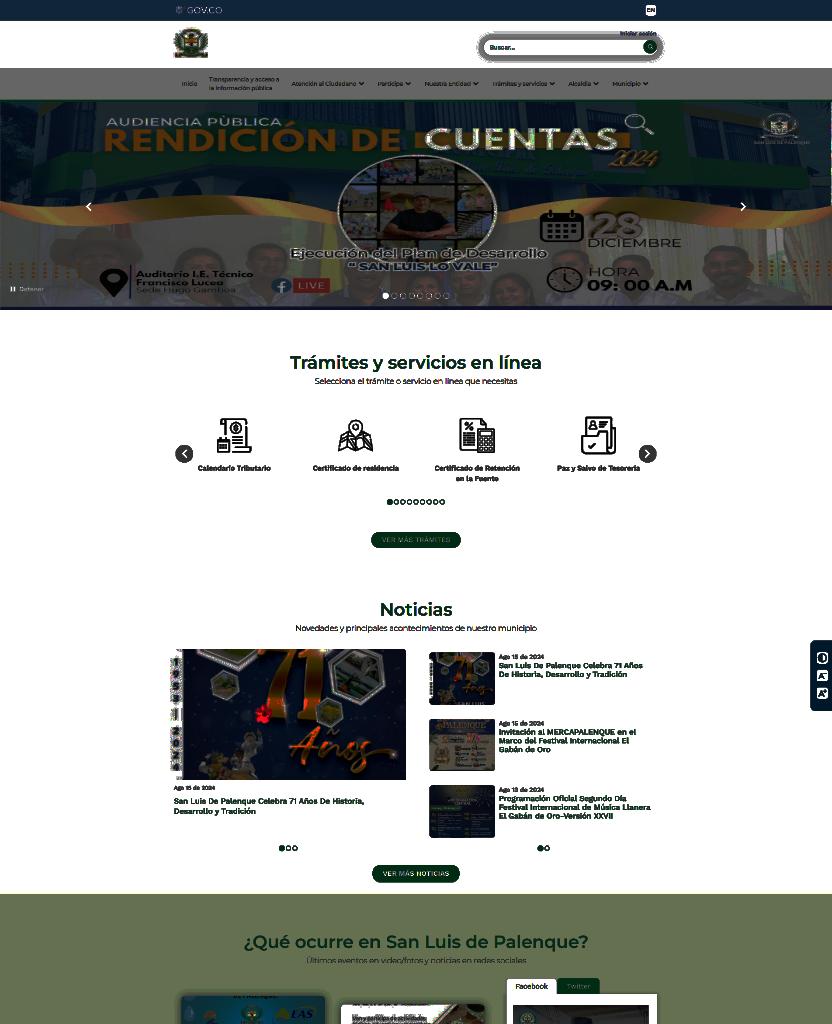 GOV.CO
EN
Iniciar sesión
Buscar...
Inicio
Transparencia y acceso a
la información pública
Atención al Ciudadano
Participa
Nuestra Entidad
Trámites y servicios
Alcaldía
Municipio
AUDIENCIA PÙBLICA
RENDICIÓN DE CUENTAS
2024
SAN LUIS DE PALENQUE
28
DICIEMBRE
Ejecución del Plan de Desarrollo
"SAN LUIS LO VALE"
Auditorio I.E. Técnico
Francisco Lucea
Sede Hugo Gamboa
LIVE
HORA
09: 00 A.M
Detener
Trámites y servicios en línea
Selecciona el trámite o servicio en línea que necesitas
Calendario Tributario
Certificado de residencia
Certificado de Retención
en la Fuente
Paz y Salvo de Tesorería
VER MÁS TRÁMITES
Noticias
Novedades y principales acontecimientos de nuestro municipio
71
Años
Ago 15 de 2024
San Luis De Palenque Celebra 71 Años De Historia,
Desarrollo y Tradición
Ago 15 de 2024
San Luis De Palenque Celebra 71 Años
De Historia, Desarrollo y Tradición
Ago 15 de 2024
Invitación al MERCAPALENQUE en el
Marco del Festival Internacional El
Gabán de Oro
Ago 13 de 2024
Programación Oficial Segundo Día
Festival Internacional de Música Llanera
El Gabán de Oro-Versión XXVII
VER MÁS NOTICIAS
¿Qué ocurre en San Luis de Palenque?
Últimos eventos en video/fotos y noticias en redes sociales
Facebook
Twitter